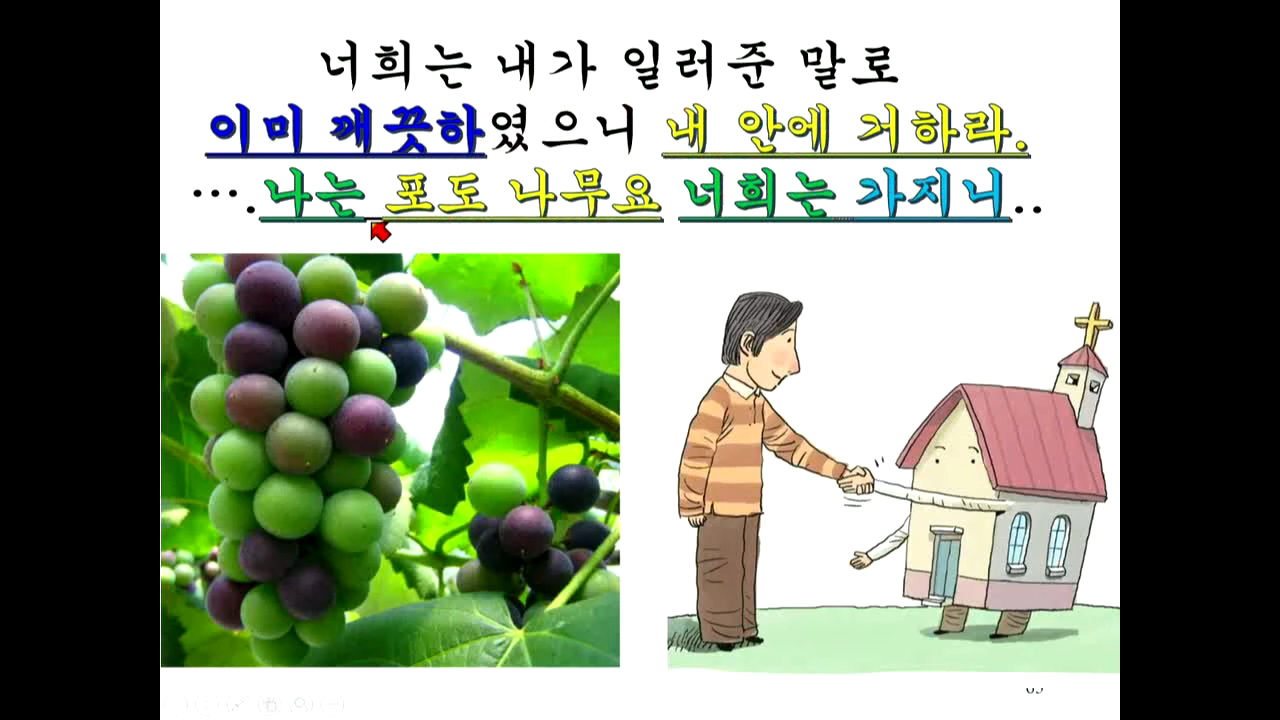 너희는 내가 일러준 말로
이미 깨끗하였으니 내 안에 거하라.
….나는 포도 나무요 너희는 가지니..